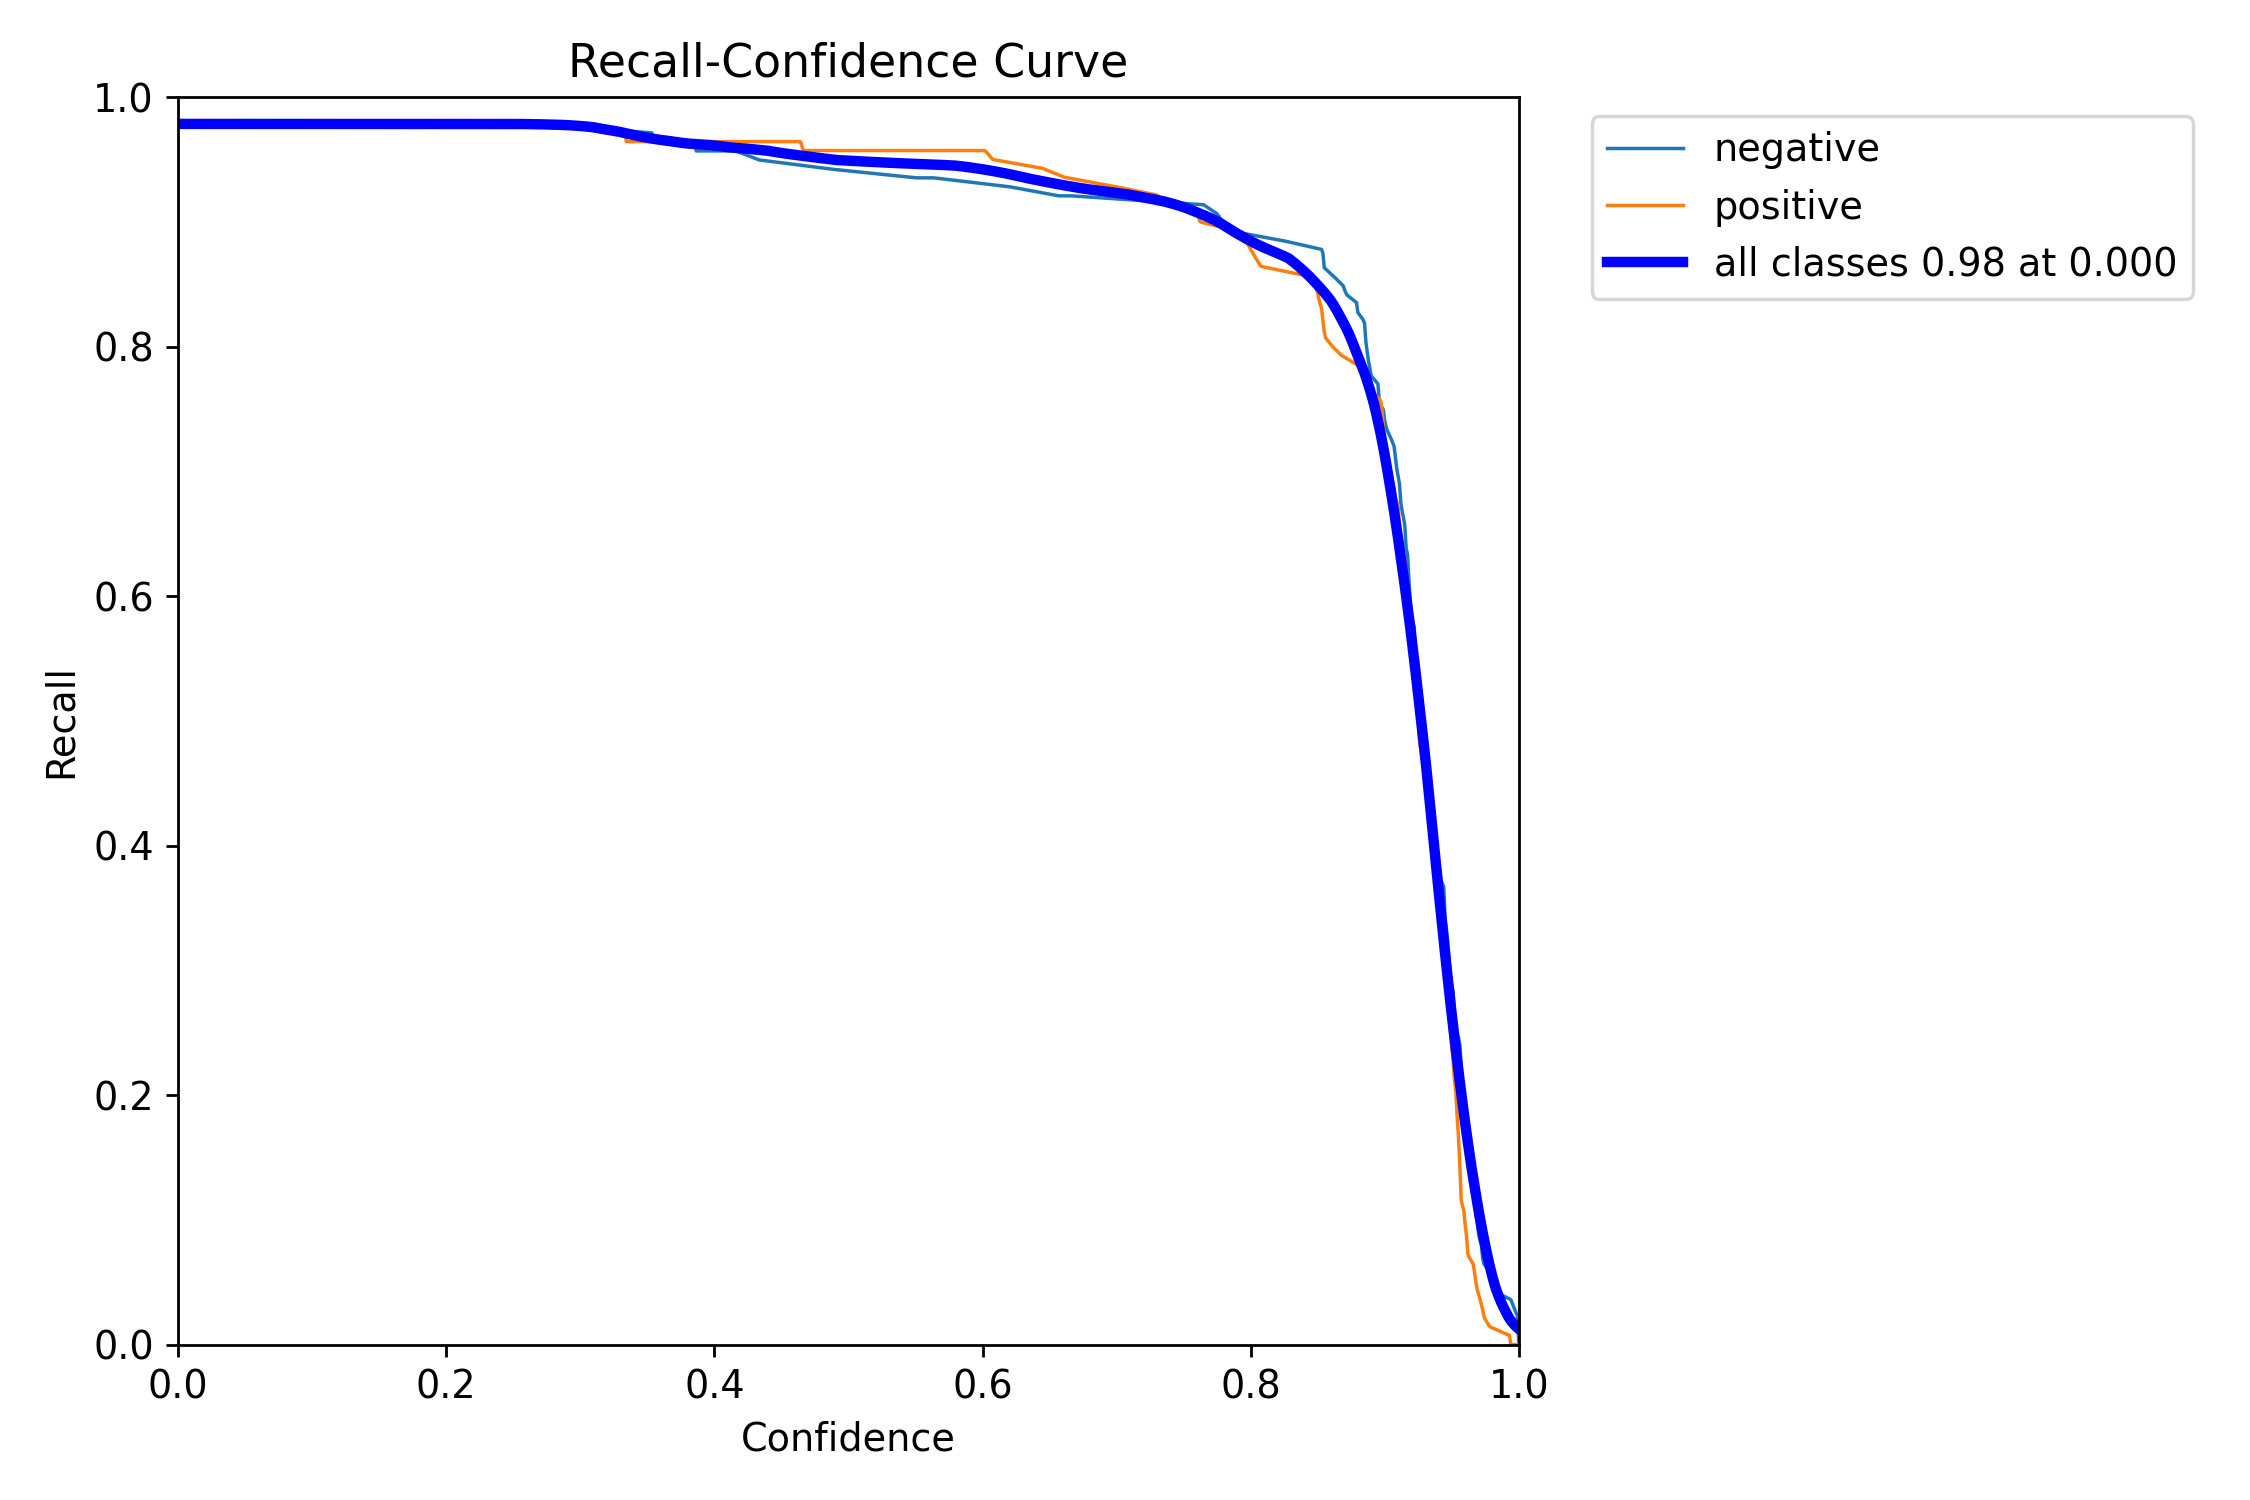 Recall-Confidence Curve
1.0
0.8
0.6
0.4
0.2
0.0
Recall
0.0 0.2 0.4 0.6 0.8 1.0
Confidence
negative
positive
all classes 0.98 at 0.000